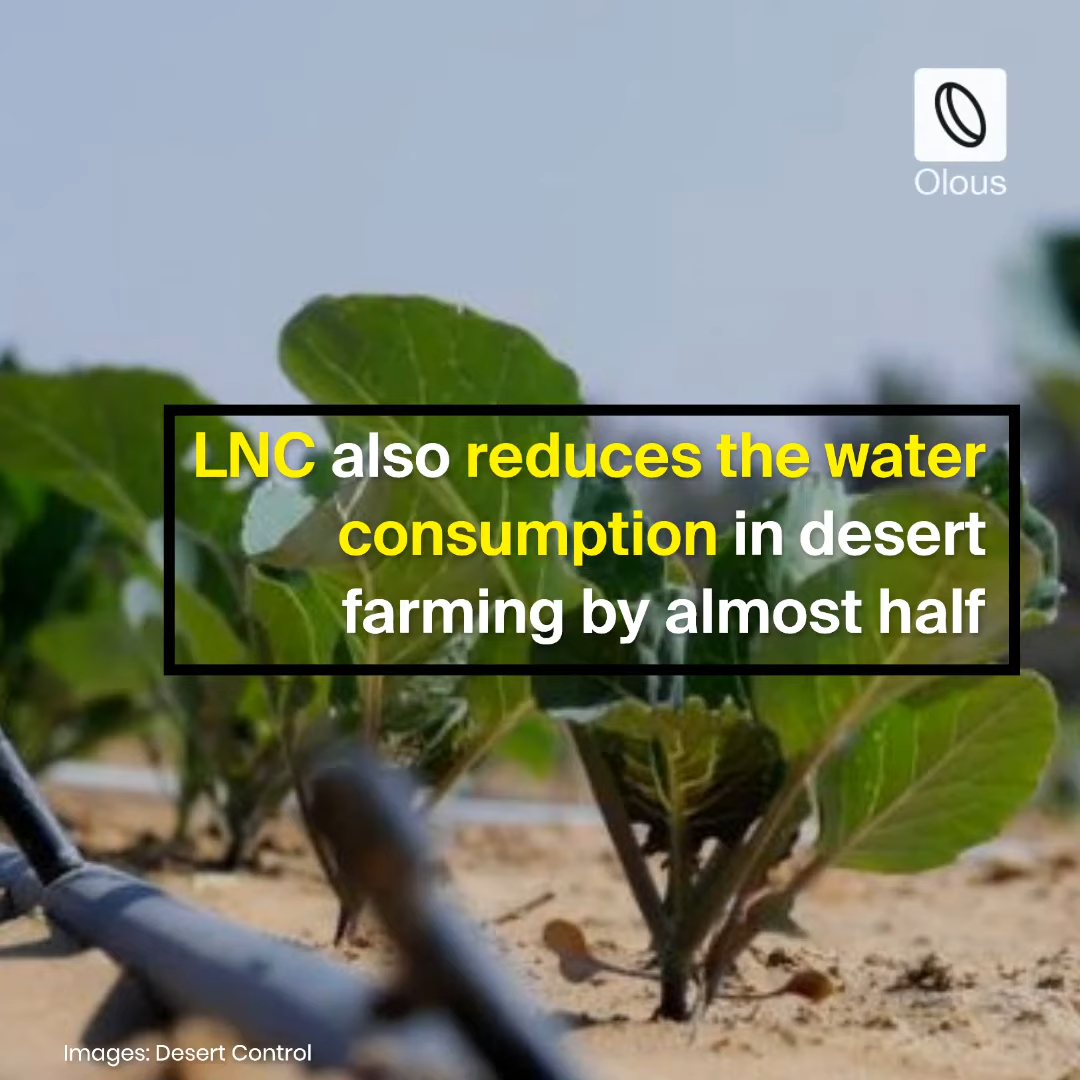 Olous
LNC also reduces the water
consumption in desert
farming by almost half
Images: Desert Control